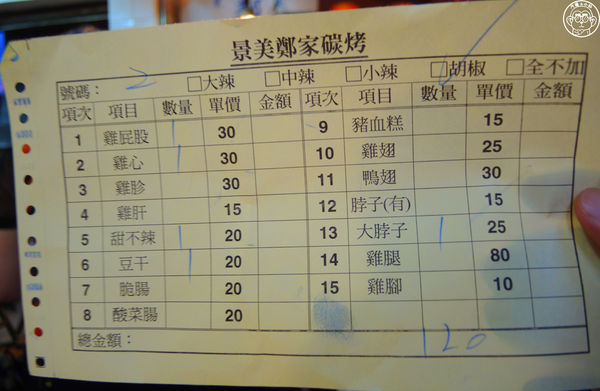 景美鄭家碳烤
號碼： 2 □大辣 □中辣 □小辣 □胡椒 □全不加
項次 項目 數量 單價 金額 項次 項目 數量 單價 金額
1 雞屁股 1 30 9 豬血糕 15
2 雞心 1 30 10 雞翅 25
3 雞胗 30 11 鴨翅 30
4 雞肝 15 12 脖子(有) 15
5 甜不辣 1 20 13 大脖子 1 25
6 豆干 1 20 14 雞腿 80
7 脆腸 20 15 雞腳 10
8 酸菜腸 20
總金額： 120